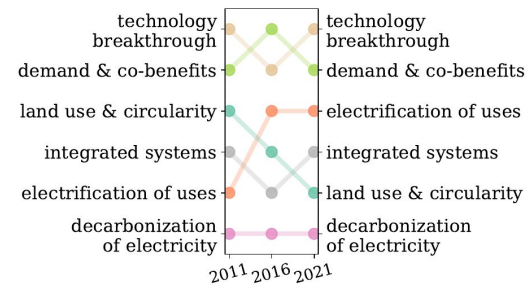 technology
breakthrough
demand & co-benefits
land use & circularity
integrated systems
electrification of uses
decarbonization
of electricity
technology
breakthrough
demand & co-benefits
electrification of uses
integrated systems
land use & circularity
decarbonization
of electricity
2011 2016 2021